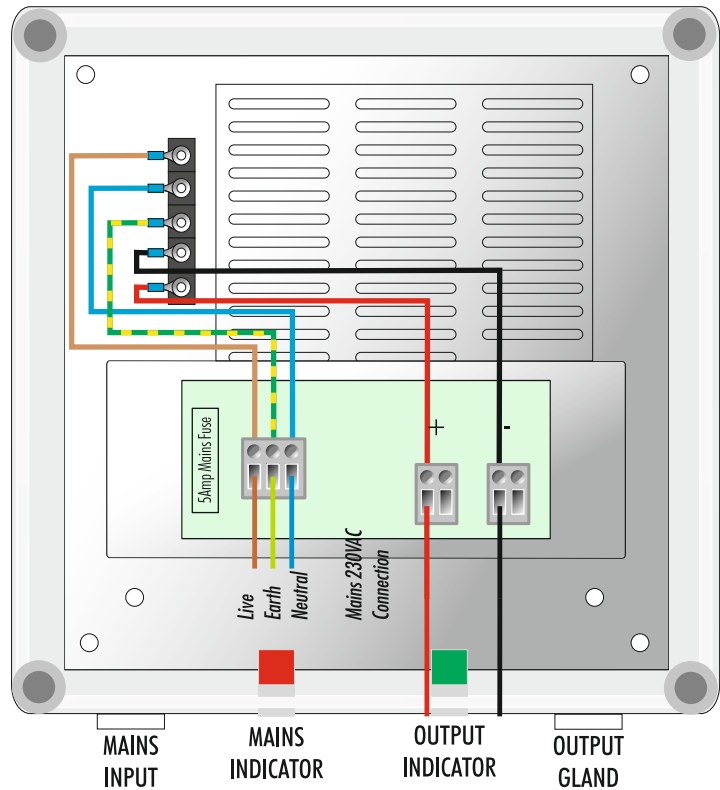 +
-
5Amp Mains Fuse
Live
Earth
Neutral
Mains 230VAC
Connection
MAINS
INPUT
MAINS
INDICATOR
OUTPUT
INDICATOR
OUTPUT
GLAND